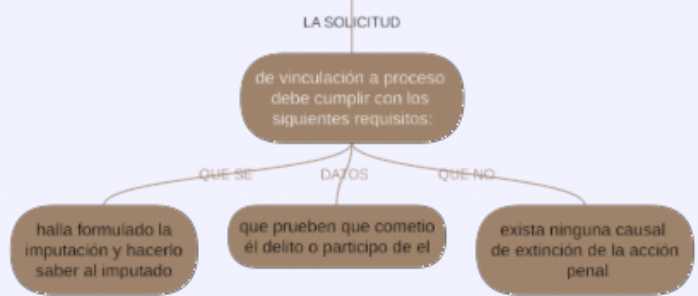 LA SOLICITUD
de vinculación a proceso
debe cumplir con los
siguientes requisitos:
QUE SE
DATOS
QUE NO
halla formulado la
imputación y hacerlo
saber al imputado
que prueben que cometio
él delito o participo de el
exista ninguna causal
de extinción de la acción
penal